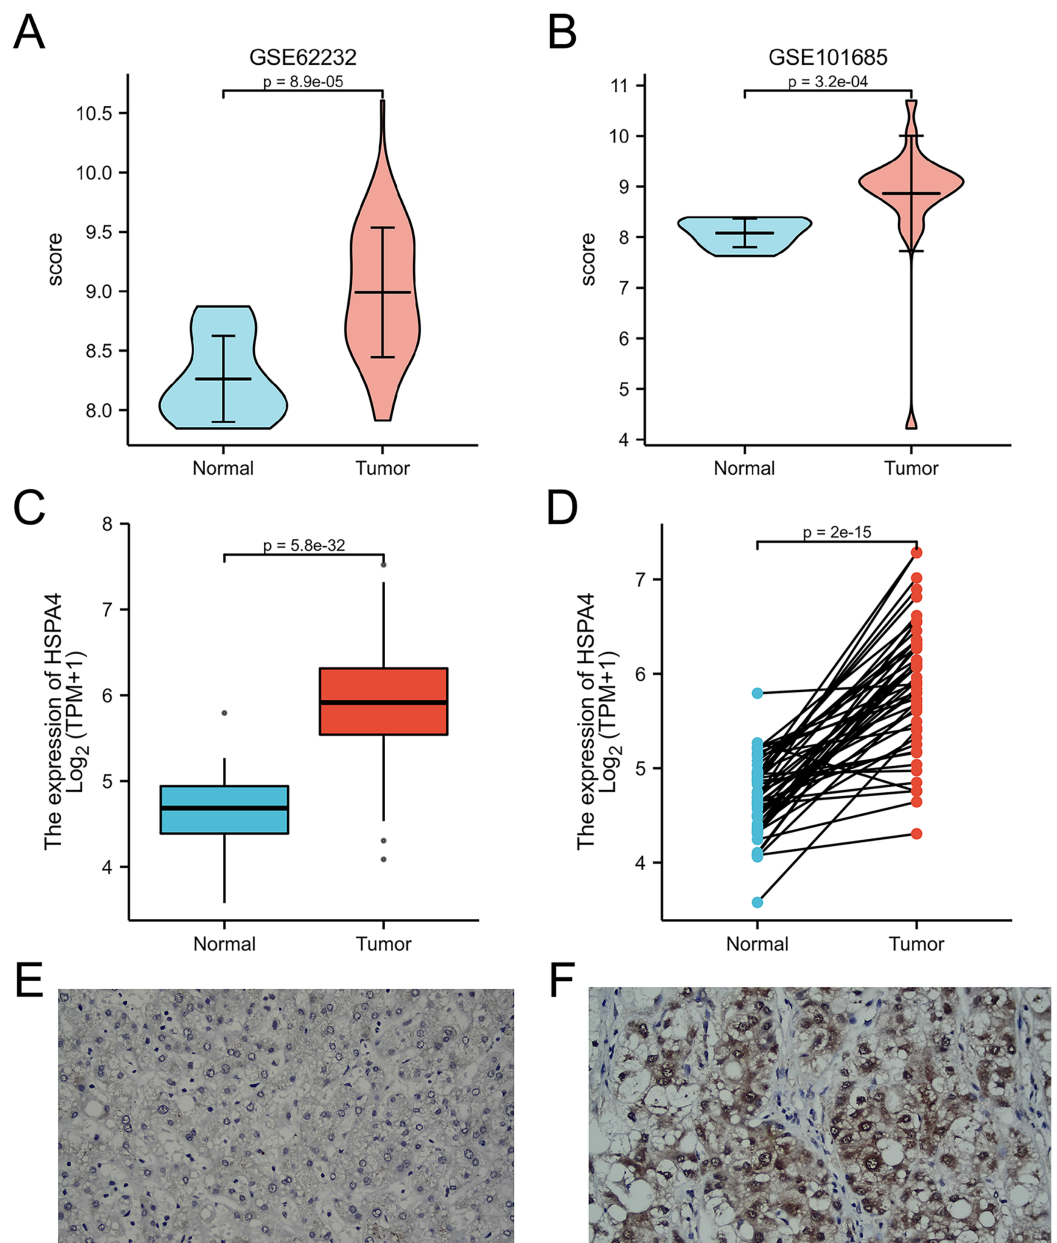 A
GSE62232
p = 8.9e-05
10.5
10.0
9.5
9.0
8.5
8.0
score
Normal
Tumor
B
GSE101685
p = 3.2e-04
11
10
9
8
7
6
5
4
score
Normal
Tumor
C
p = 5.8e-32
8
7
6
5
4
The expression of HSPA4
Log2 (TPM+1)
Normal
Tumor
D
p = 2e-15
7
6
5
4
The expression of HSPA4
Log2 (TPM+1)
Normal
Tumor
E
F